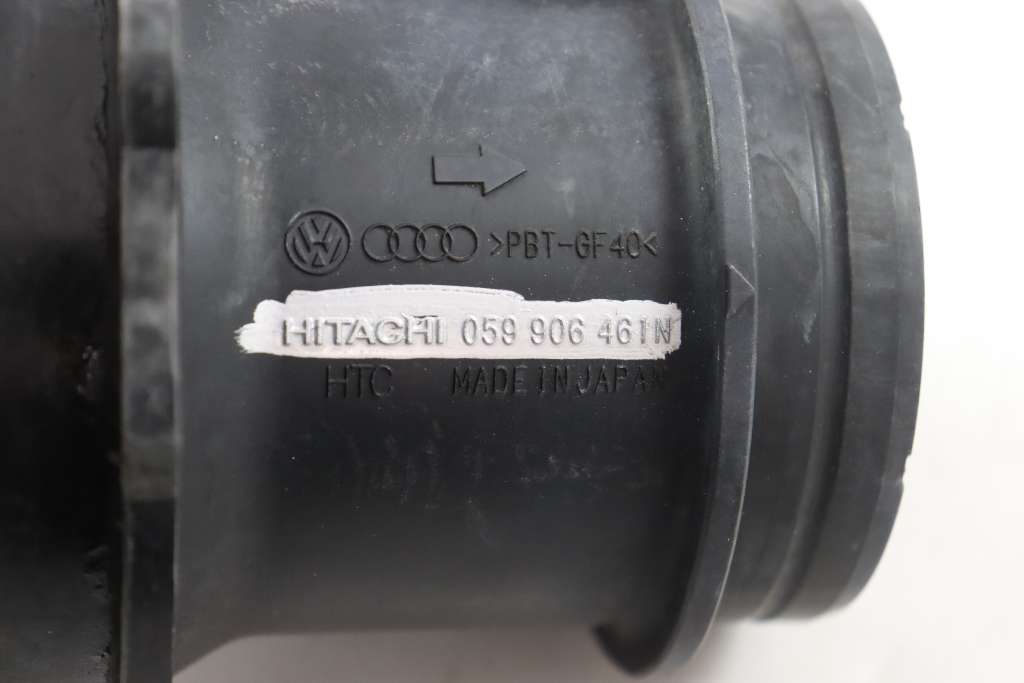 >PBT-GF40<
HITACHI 059 906 461N
HTC MADE IN JAPAN